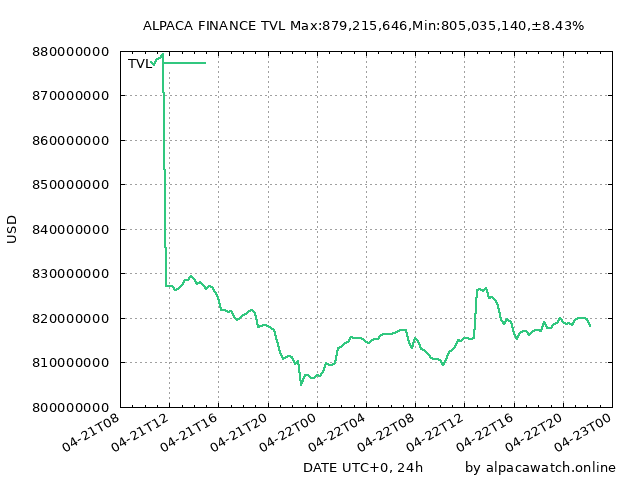 ALPACA FINANCE TVL Max:879,215,646,Min:805,035,140,±8.43%
880000000
TVL
870000000
860000000
850000000
840000000
USD
830000000
820000000
810000000
800000000
04-21T08
04-21T12
04-21T16
04-21T20
04-22T00
04-22T04
04-22T08
04-22T12
04-22T16
04-22T20
04-23T00
DATE UTC+0, 24h
by alpacawatch.online